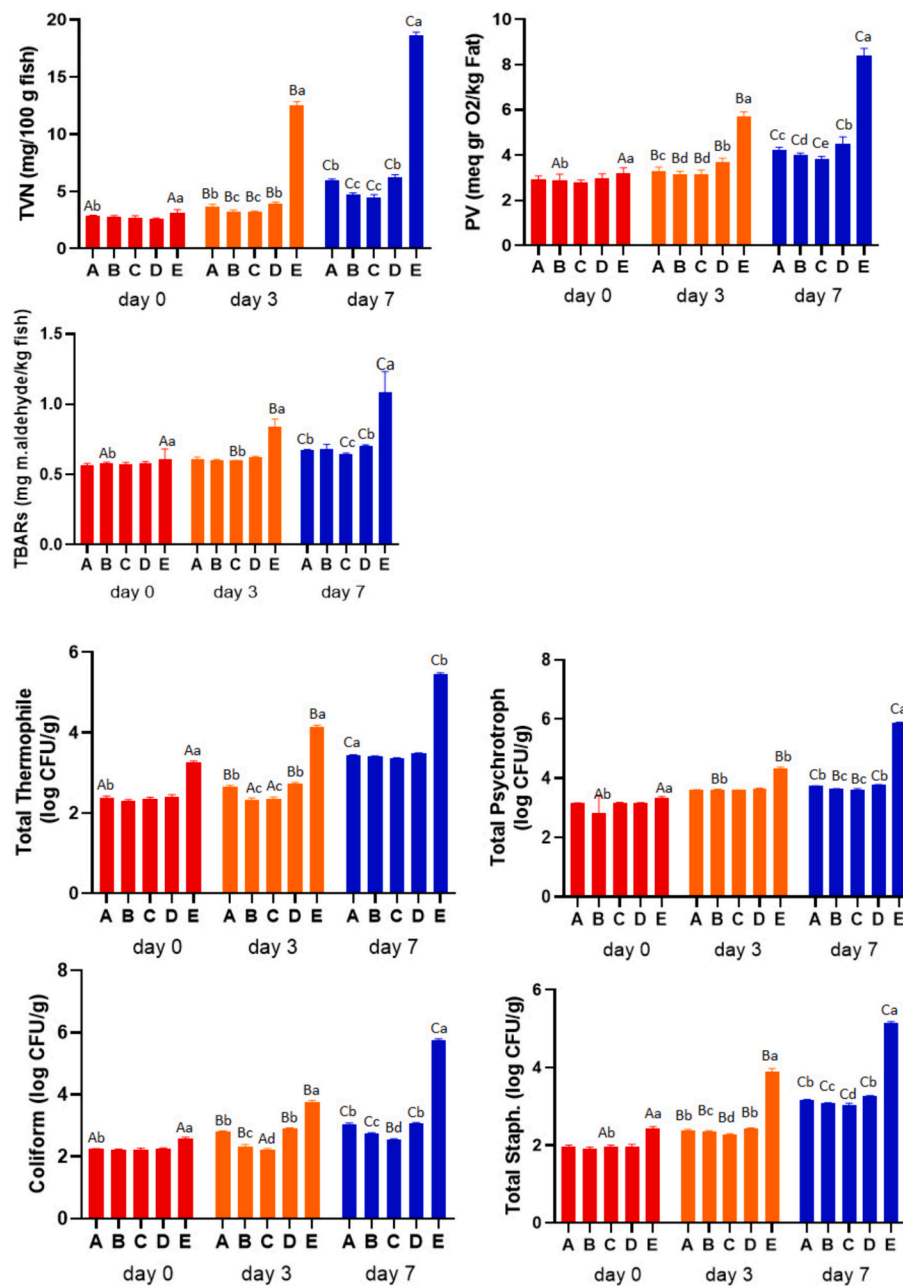 TVN (mg/100 g fish)
20
15
10
5
0
Ab
Aa
Bb
Bc
Bc
Bb
Ba
Cb
Cc
Cc
Cb
Ca
A B C D E A B C D E A B C D E
day 0 day 3 day 7
PV (meq gr O2/kg Fat)
10
8
6
4
2
0
Ab
Aa
Bc
Bd
Bd
Bb
Ba
Cc
Cd
Ce
Cb
Ca
A B C D E A B C D E A B C D E
day 0 day 3 day 7
TBARs (mg m.aldehyde/kg fish)
1.5
1.0
0.5
0.0
Ab
Aa
Bb
Ba
Cb
Cc
Cb
Ca
A B C D E A B C D E A B C D E
day 0 day 3 day 7
Total Thermophile
(log CFU/g)
6
4
2
0
Ab
Aa
Bb
Ac
Ac
Bb
Ba
Ca
Cb
A B C D E A B C D E A B C D E
day 0 day 3 day 7
Total Psychrotroph
(log CFU/g)
8
6
4
2
0
Ab
Aa
Bb
Bb
Cb
Bc
Bc
Cb
Ca
A B C D E A B C D E A B C D E
day 0 day 3 day 7
Coliform (log CFU/g)
8
6
4
2
0
Ab
Aa
Bb
Bc
Ad
Bb
Ba
Cb
Cc
Bd
Cb
Ca
A B C D E A B C D E A B C D E
day 0 day 3 day 7
Total Staph. (log CFU/g)
6
4
2
0
Ab
Aa
Bb
Bc
Bd
Bb
Ba
Cb
Cc
Cd
Cb
Ca
A B C D E A B C D E A B C D E
day 0 day 3 day 7